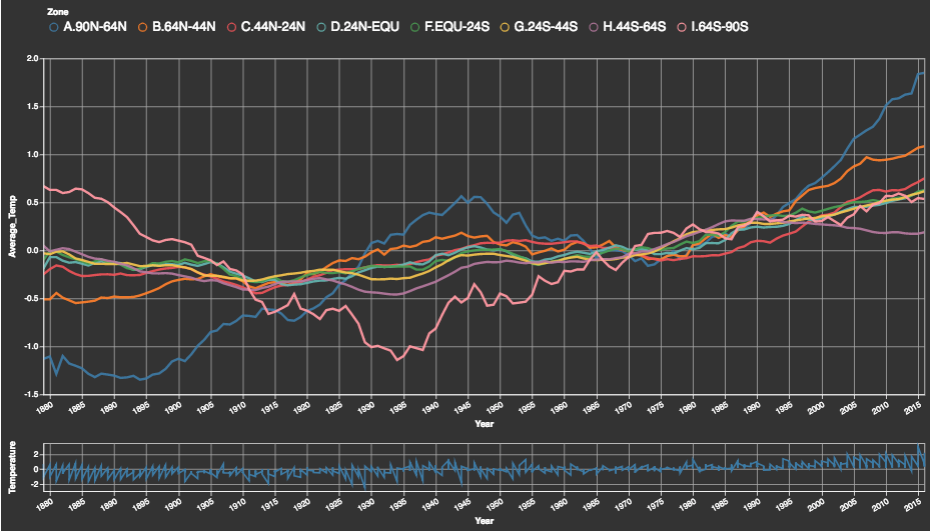 Zone
A.90N-64N B.64N-44N C.44N-24N D.24N-EQU F.EQU-24S G.24S-44S H.44S-64S I.64S-90S
2.0
1.5
1.0
0.5
0.0
-0.5
-1.0
-1.5
Average_Temp
1880 1885 1890 1895 1900 1905 1910 1915 1920 1925 1930 1935 1940 1945 1950 1955 1960 1965 1970 1975 1980 1985 1990 1995 2000 2005 2010 2015
Year
2
0
-2
Temperature
1880 1885 1890 1895 1900 1905 1910 1915 1920 1925 1930 1935 1940 1945 1950 1955 1960 1965 1970 1975 1980 1985 1990 1995 2000 2005 2010 2015
Year